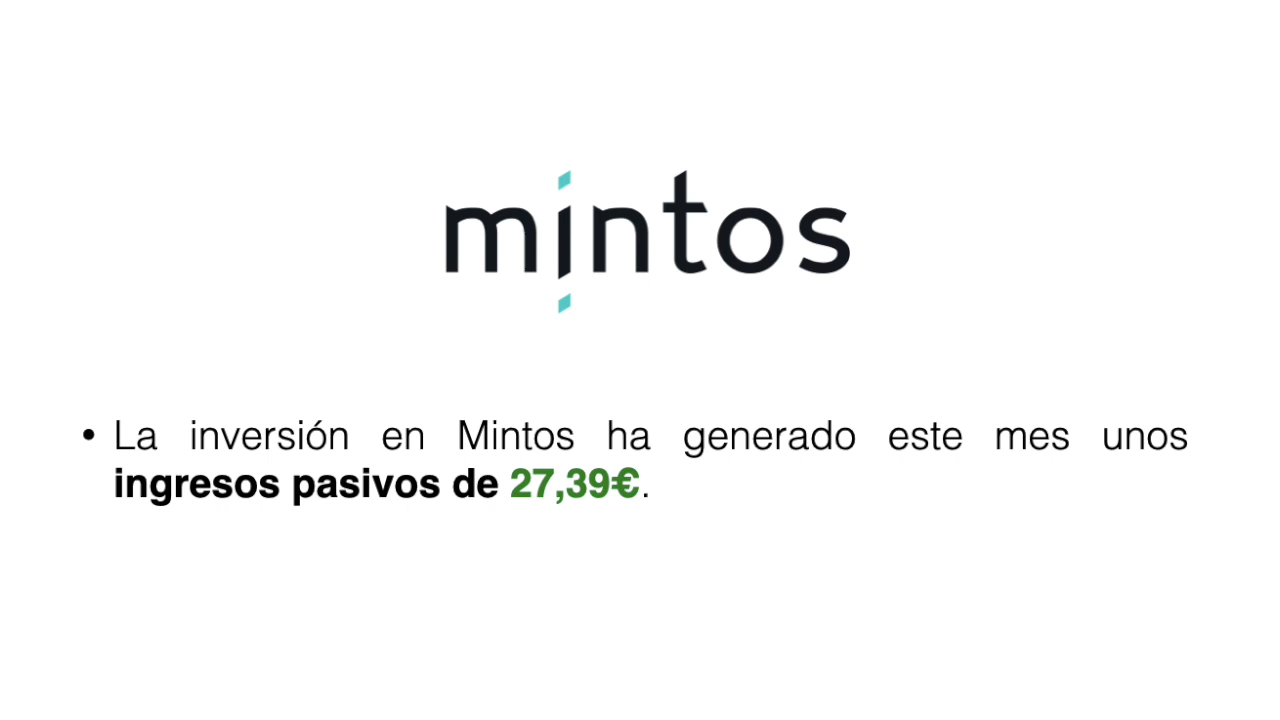 mintos
• La inversión en Mintos ha generado este mes unos
ingresos pasivos de 27,39€.